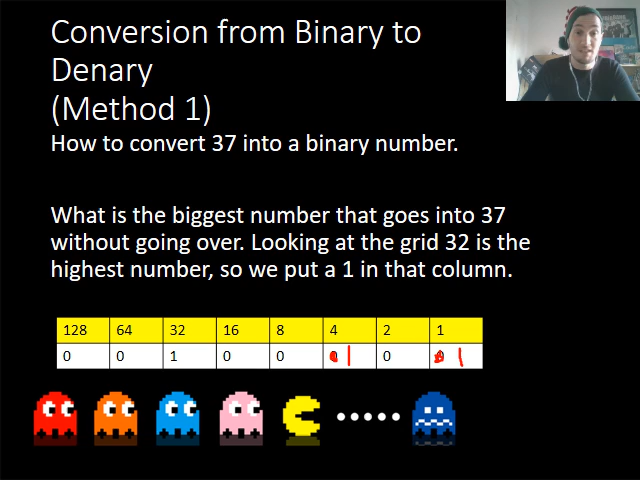 Conversion from Binary to
Denary
(Method 1)
How to convert 37 into a binary number.
What is the biggest number that goes into 37
without going over. Looking at the grid 32 is the
highest number, so we put a 1 in that column.
128 64 32 16 8 4 2 1
0 0 1 0 0 1 0 1